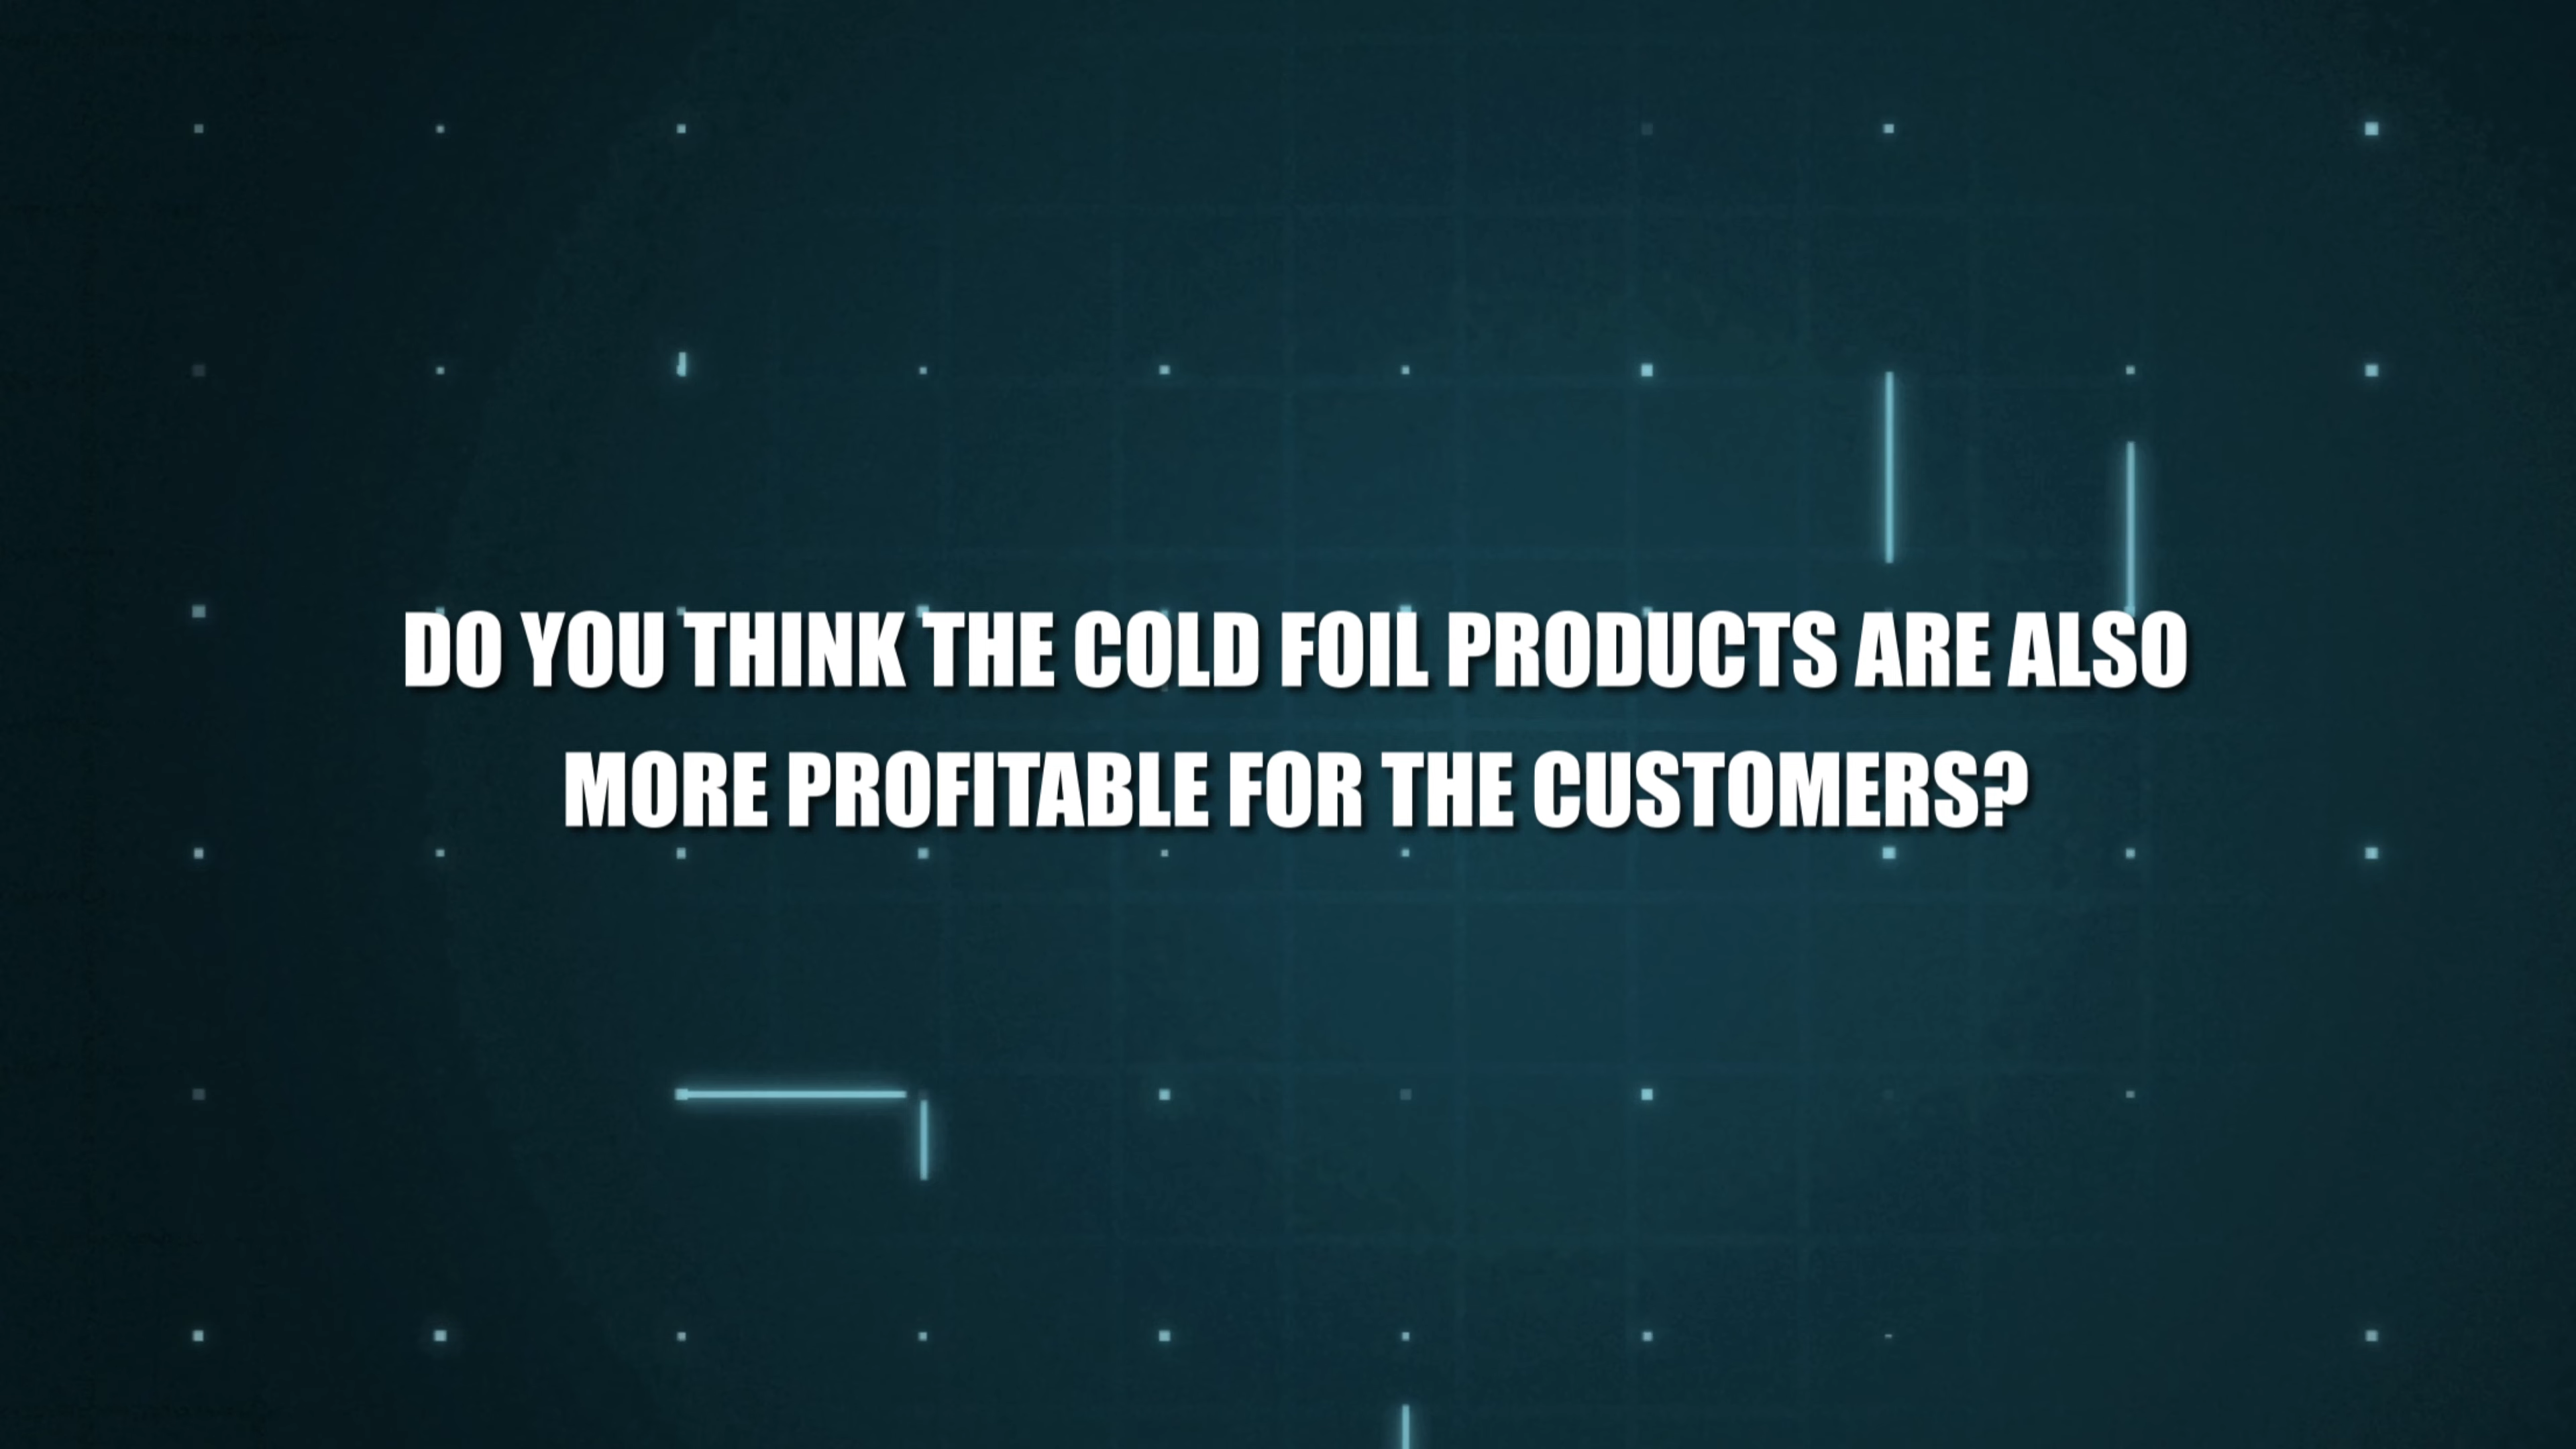 DO YOU THINK THE COLD FOIL PRODUCTS ARE ALSO
MORE PROFITABLE FOR THE CUSTOMERS?